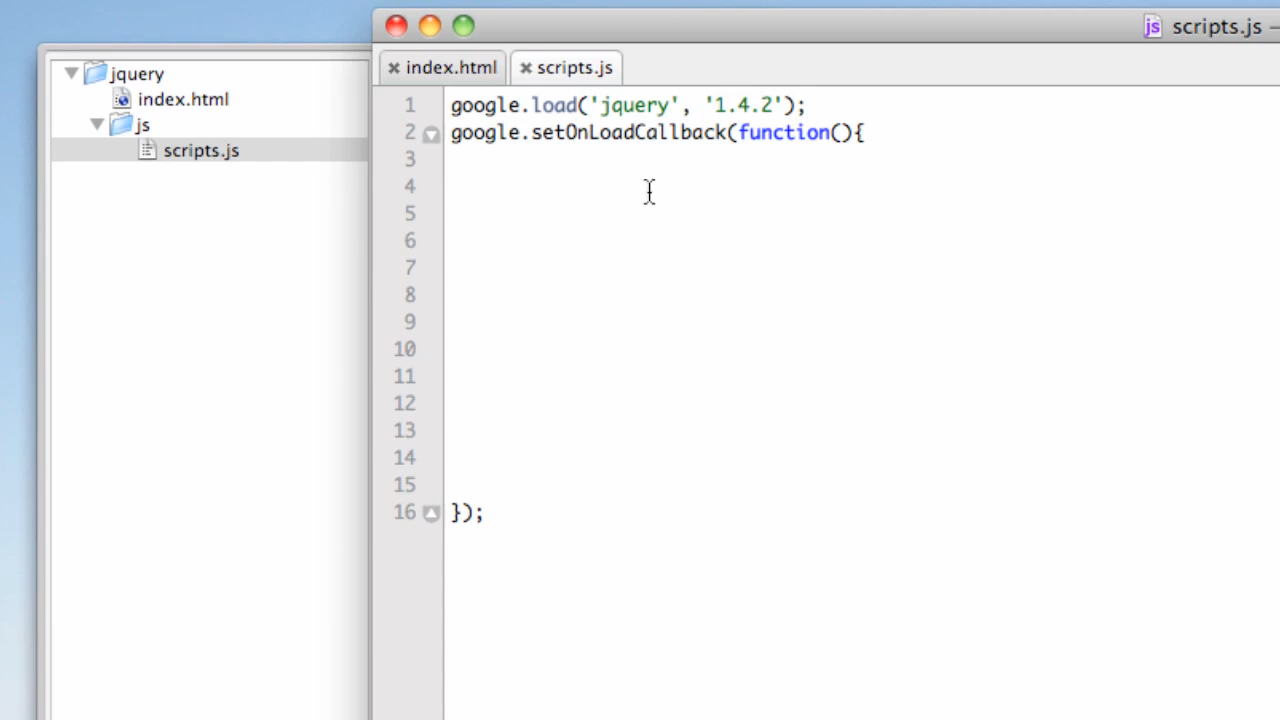 scripts.js –
jquery
index.html
js
scripts.js
index.html
scripts.js
1 google.load('jquery', '1.4.2');
2 google.setOnLoadCallback(function(){
3
4
5
6
7
8
9
10
11
12
13
14
15
16 });